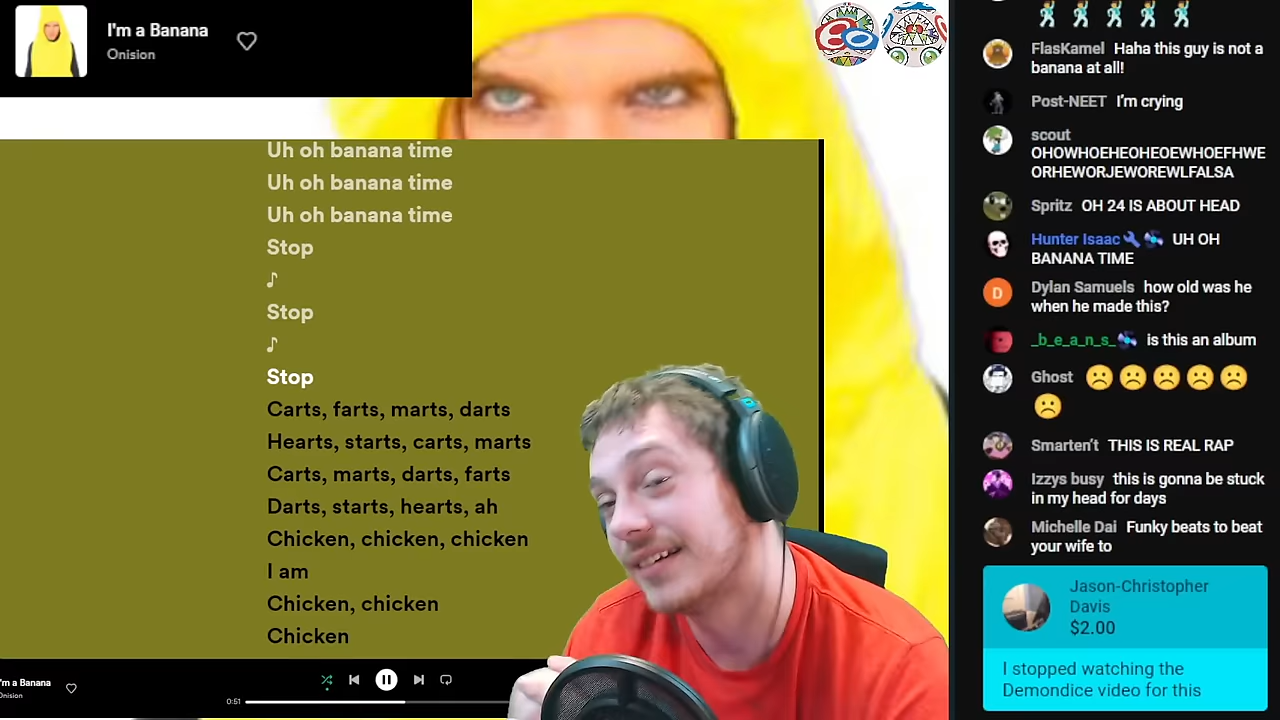 I'm a Banana
Onision
Uh oh banana time
Uh oh banana time
Uh oh banana time
Stop
♪
Stop
♪
Stop
Carts, farts, marts, darts
Hearts, starts, carts, marts
Carts, marts, darts, farts
Darts, starts, hearts, ah
Chicken, chicken, chicken
I am
Chicken, chicken
Chicken
I'm a Banana
Onision
0:51
FlasKamel Haha this guy is not a
banana at all!
Post-NEET I'm crying
scout
OHOWHOEHEOHEOEWHOEFHWE
ORHEWORJEWOREWLFALSA
Spritz OH 24 IS ABOUT HEAD
Hunter Isaac UH OH
BANANA TIME
D
Dylan Samuels how old was he
when he made this?
_b_e_a_n_s_ is this an album
Ghost ☹️☹️☹️☹️☹️
☹️
Smarten't THIS IS REAL RAP
Izzys busy this is gonna be stuck
in my head for days
Michelle Dai Funky beats to beat
your wife to
Jason-Christopher
Davis
$2.00
I stopped watching the
Demondice video for this